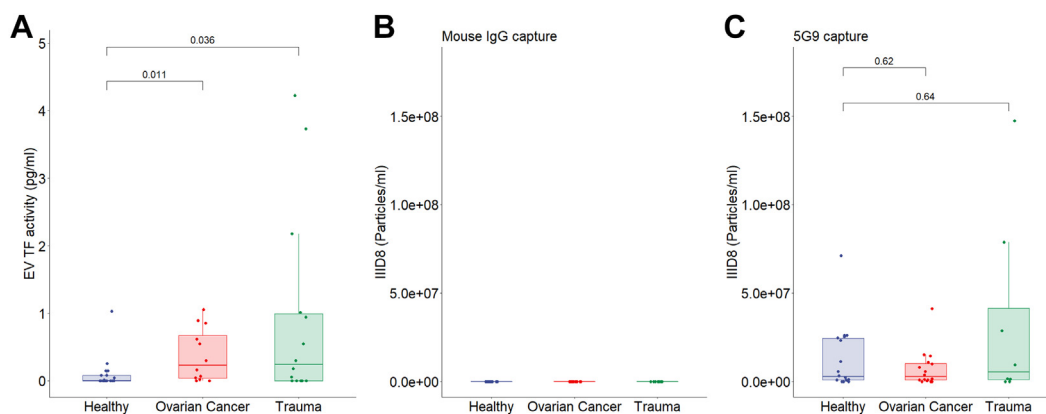 A
EV TF activity (pg/ml)
5
4
3
2
1
0
0.036
0.011
Healthy
Ovarian Cancer
Trauma
B
Mouse IgG capture
IIID8 (Particles/ml)
1.5e+08
1.0e+08
5.0e+07
0.0e+00
Healthy
Ovarian Cancer
Trauma
C
5G9 capture
IIID8 (Particles/ml)
1.5e+08
1.0e+08
5.0e+07
0.0e+00
0.62
0.64
Healthy
Ovarian Cancer
Trauma